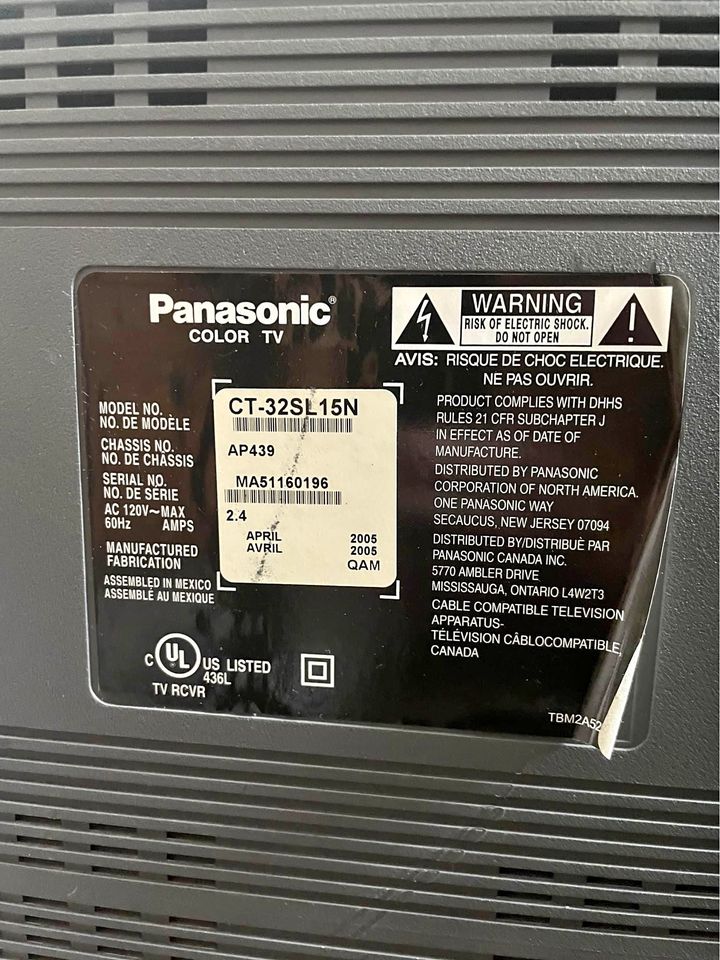 Panasonic®
COLOR TV
WARNING
RISK OF ELECTRIC SHOCK.
DO NOT OPEN
AVIS: RISQUE DE CHOC ELECTRIQUE.
NE PAS OUVRIR.
MODEL NO.
NO. DE MODÈLE
CT-32SL15N
CHASSIS NO.
NO. DE CHÂSSIS
AP439
SERIAL NO.
NO. DE SÉRIE
MA51160196
AC 120V~MAX
60Hz AMPS
2.4
MANUFACTURED
FABRICATION
APRIL 2005
AVRIL 2005
QAM
ASSEMBLED IN MEXICO
ASSEMBLÉ AU MEXIQUE
C UL US LISTED
®
436L
TV RCVR
PRODUCT COMPLIES WITH DHHS
RULES 21 CFR SUBCHAPTER J
IN EFFECT AS OF DATE OF
MANUFACTURE.
DISTRIBUTED BY PANASONIC
CORPORATION OF NORTH AMERICA.
ONE PANASONIC WAY
SECAUCUS, NEW JERSEY 07094
DISTRIBUTED BY/DISTRIBUÈ PAR
PANASONIC CANADA INC.
5770 AMBLER DRIVE
MISSISSAUGA, ONTARIO L4W2T3
CABLE COMPATIBLE TELEVISION
APPARATUS-
TÉLÉVISION CÂBLOCOMPATIBLE,
CANADA
TBM2A52